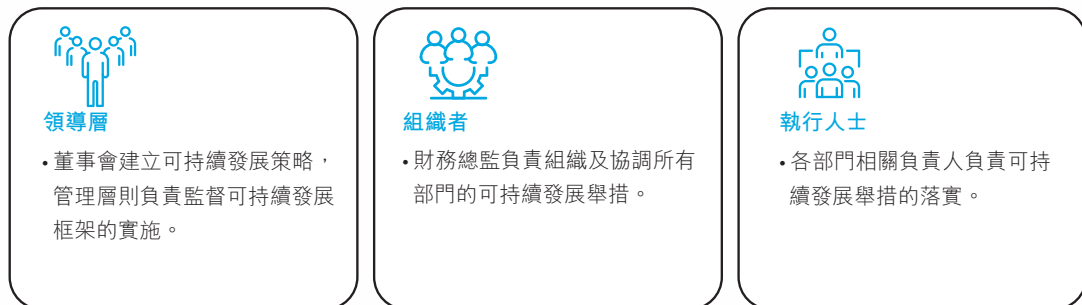 領導層
• 董事會建立可持續發展策略，
管理層則負責監督可持續發展
框架的實施。
組織者
• 財務總監負責組織及協調所有
部門的可持續發展舉措。
執行人士
• 各部門相關負責人負責可持
續發展舉措的落實。